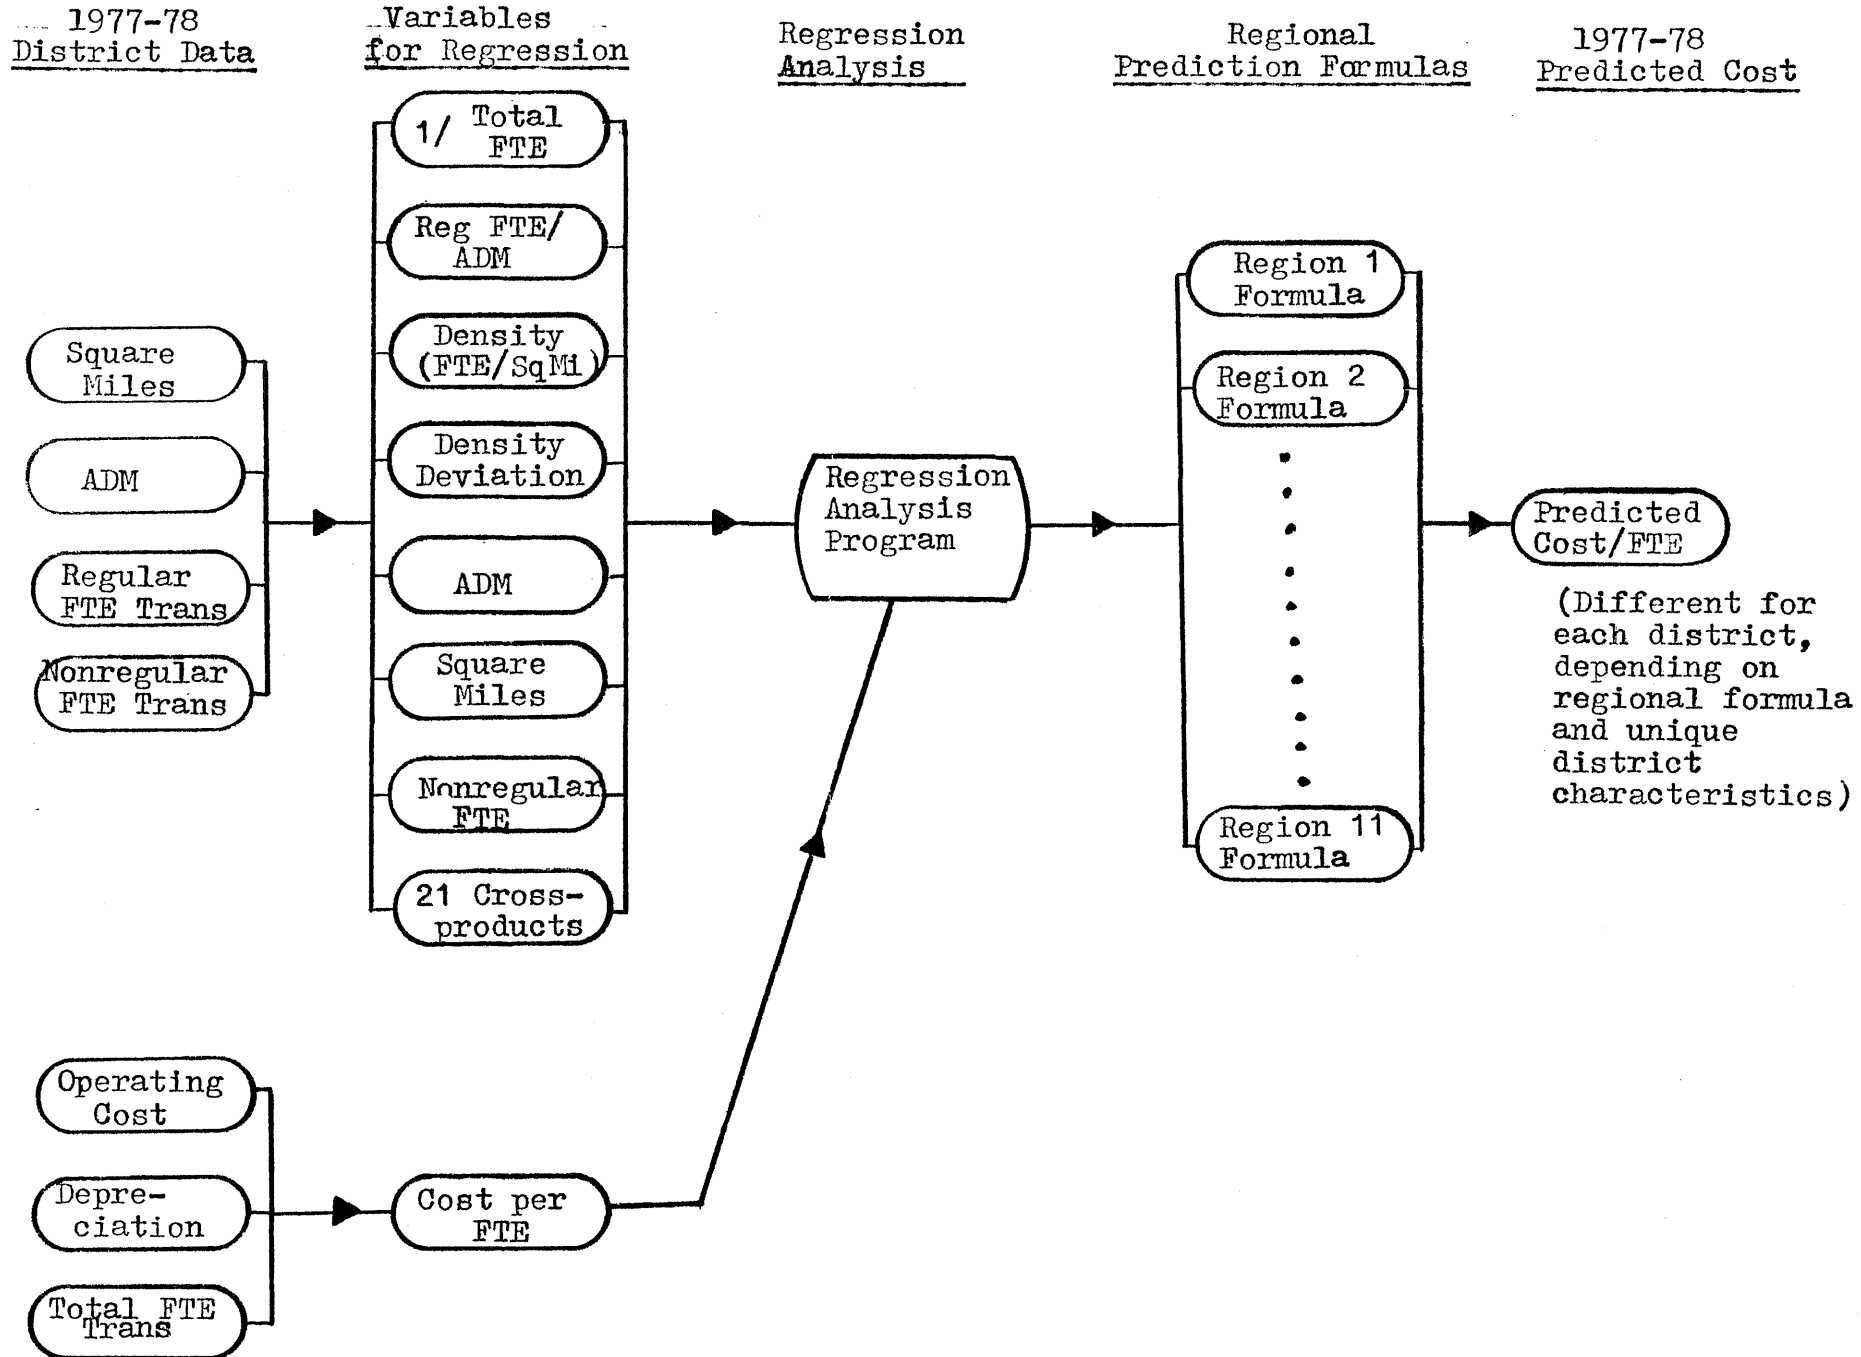 1977-78
District Data
Variables
for Regression
Regression
Analysis
Regional
Prediction Formulas
1977-78
Predicted Cost
Square
Miles
ADM
Regular
FTE Trans
Nonregular
FTE Trans
1/ Total
FTE
Reg FTE/
ADM
Density
(FTE/SqMi)
Density
Deviation
ADM
Square
Miles
Nonregular
FTE
21 Cross-
products
Regression
Analysis
Program
Region 1
Formula
Region 2
Formula
Region 11
Formula
Predicted
Cost/FTE
(Different for
each district,
depending on
regional formula
and unique
district
characteristics)
Operating
Cost
Depre-
ciation
Total FTE
Trans
Cost per
FTE